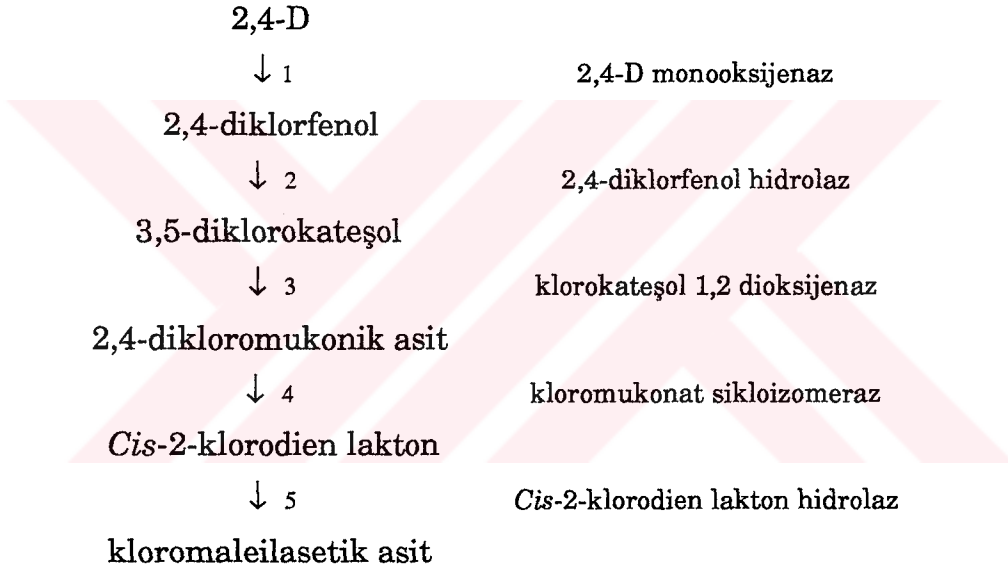 2,4-D
↓ 1 2,4-D monooksijenaz
2,4-diklorfenol
↓ 2 2,4-diklorfenol hidrolaz
3,5-diklorokateşol
↓ 3 klorokateşol 1,2 dioksijenaz
2,4-dikloromukonik asit
↓ 4 kloromukonat sikloizomeraz
Cis-2-klorodien lakton
↓ 5 Cis-2-klorodien lakton hidrolaz
kloromaleilasetik asit